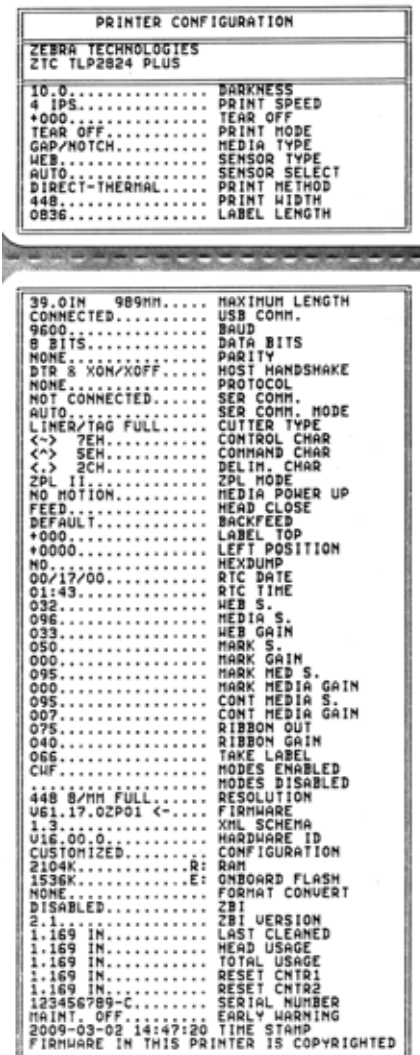 PRINTER CONFIGURATION
ZEBRA TECHNOLOGIES
ZTC TLP2824 PLUS
10.0............... DARKNESS
4 IPS.............. PRINT SPEED
+000............... TEAR OFF
TEAR OFF........... PRINT MODE
GAP/NOTCH.......... MEDIA TYPE
WEB................ SENSOR TYPE
AUTO............... SENSOR SELECT
DIRECT-THERMAL..... PRINT METHOD
448................ PRINT WIDTH
0836............... LABEL LENGTH
39.0IN   989MM..... MAXIMUM LENGTH
CONNECTED.......... USB COMM.
9600............... BAUD
8 BITS............. DATA BITS
NONE............... PARITY
DTR & XON/XOFF..... HOST HANDSHAKE
NONE............... PROTOCOL
NOT CONNECTED...... SER COMM.
AUTO............... SER COMM. MODE
LINER/TAG FULL..... CUTTER TYPE
<~>  7EH........... CONTROL CHAR
<^>  5EH........... COMMAND CHAR
<,>  2CH........... DELIM. CHAR
ZPL II............. ZPL MODE
NO MOTION.......... MEDIA POWER UP
FEED............... HEAD CLOSE
DEFAULT............ BACKFEED
+000............... LABEL TOP
+0000.............. LEFT POSITION
NO................. HEXDUMP
00/17/00........... RTC DATE
01:43.............. RTC TIME
032................ WEB S.
096................ MEDIA S.
033................ WEB GAIN
050................ MARK S.
000................ MARK GAIN
095................ MARK MED S.
000................ MARK MEDIA GAIN
095................ CONT MEDIA S.
007................ CONT MEDIA GAIN
075................ RIBBON OUT
040................ RIBBON GAIN
066................ TAKE LABEL
CWF................ MODES ENABLED
................... MODES DISABLED
448 8/MM FULL...... RESOLUTION
V61.17.0ZP01 <-.... FIRMWARE
1.3................ XML SCHEMA
V16.00.0........... HARDWARE ID
CUSTOMIZED......... CONFIGURATION
2104K............R: RAM
1536K............E: ONBOARD FLASH
NONE............... FORMAT CONVERT
DISABLED........... ZBI
2.1................ ZBI VERSION
1.169 IN........... LAST CLEANED
1.169 IN........... HEAD USAGE
1.169 IN........... TOTAL USAGE
1.169 IN........... RESET CNTR1
1.169 IN........... RESET CNTR2
123456789-C........ SERIAL NUMBER
MAINT. OFF......... EARLY WARNING
2009-03-02 14:47:20 TIME STAMP
FIRMWARE IN THIS PRINTER IS COPYRIGHTED